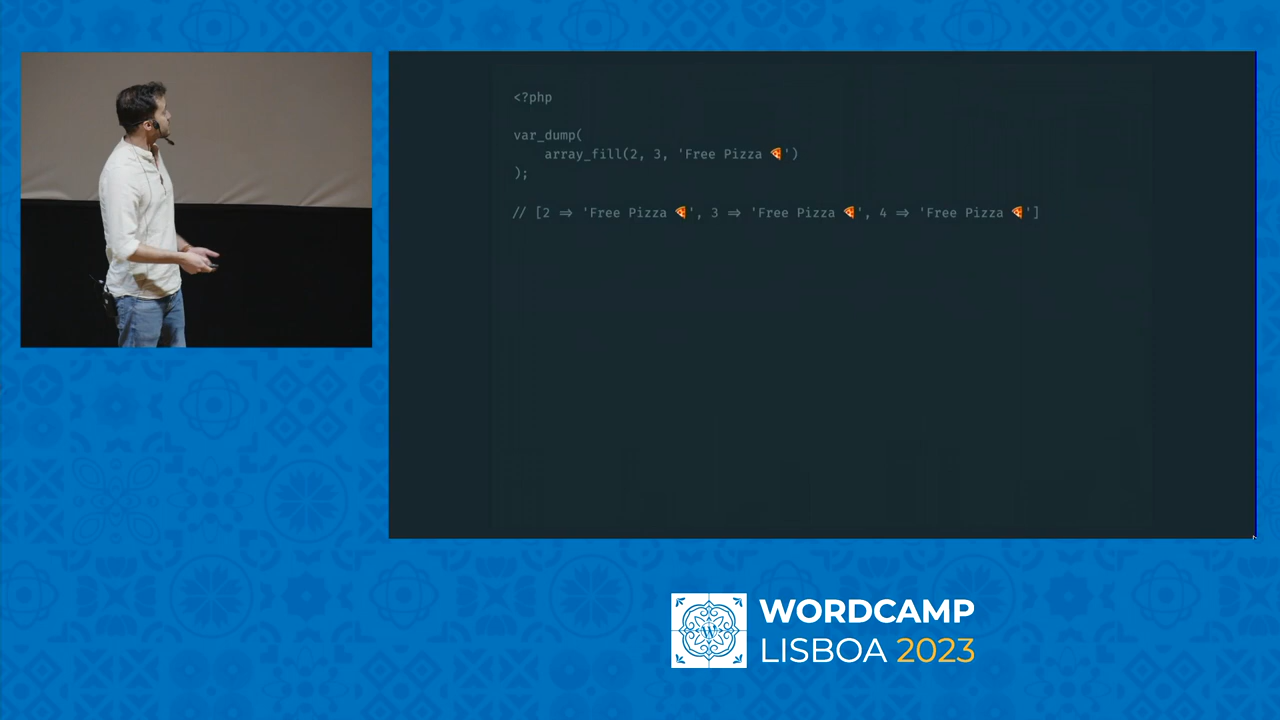 <?php
var_dump(
array_fill(2, 3, 'Free Pizza 🍕')
);
// [2 => 'Free Pizza 🍕', 3 => 'Free Pizza 🍕', 4 => 'Free Pizza 🍕']
WORDCAMP
LISBOA 2023